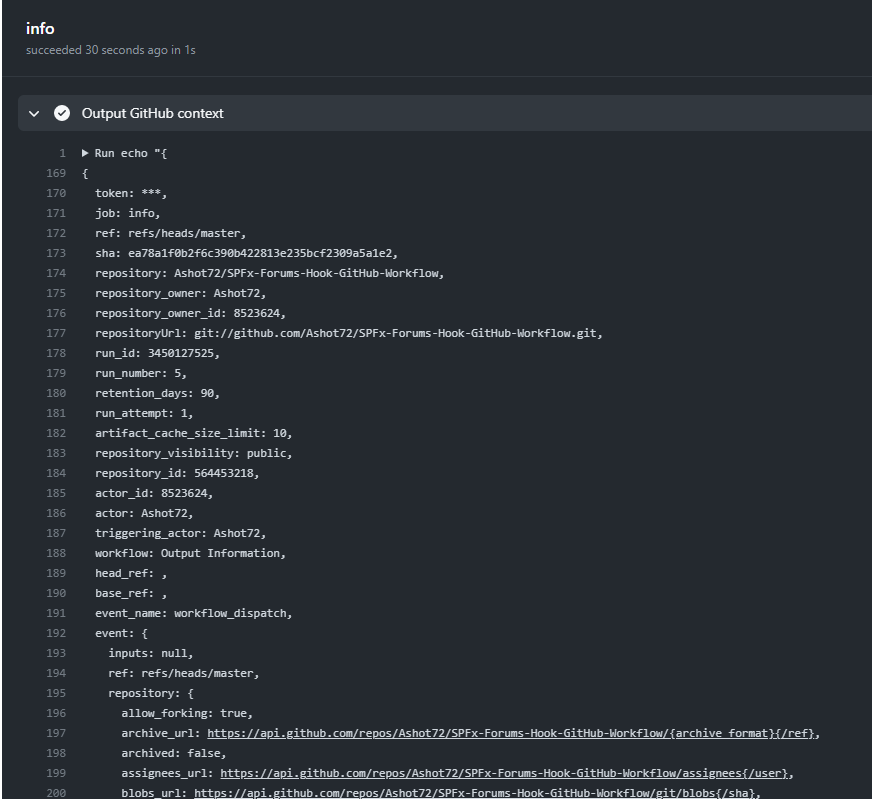 info
succeeded 30 seconds ago in 1s
Output GitHub context
1 Run echo "{
169 {
170 token: ***,
171 job: info,
172 ref: refs/heads/master,
173 sha: ea78a1f0b2f6c390b422813e235bcf2309a5a1e2,
174 repository: Ashot72/SPFx-Forums-Hook-GitHub-Workflow,
175 repository_owner: Ashot72,
176 repository_owner_id: 8523624,
177 repositoryUrl: git://github.com/Ashot72/SPFx-Forums-Hook-GitHub-Workflow.git,
178 run_id: 3450127525,
179 run_number: 5,
180 retention_days: 90,
181 run_attempt: 1,
182 artifact_cache_size_limit: 10,
183 repository_visibility: public,
184 repository_id: 564453218,
185 actor_id: 8523624,
186 actor: Ashot72,
187 triggering_actor: Ashot72,
188 workflow: Output Information,
189 head_ref: ,
190 base_ref: ,
191 event_name: workflow_dispatch,
192 event: {
193 inputs: null,
194 ref: refs/heads/master,
195 repository: {
196 allow_forking: true,
197 archive_url: https://api.github.com/repos/Ashot72/SPFx-Forums-Hook-GitHub-Workflow/{archive_format}{/ref},
198 archived: false,
199 assignees_url: https://api.github.com/repos/Ashot72/SPFx-Forums-Hook-GitHub-Workflow/assignees{/user},
200 blobs_url: https://api.github.com/repos/Ashot72/SPFx-Forums-Hook-GitHub-Workflow/git/blobs{/sha},